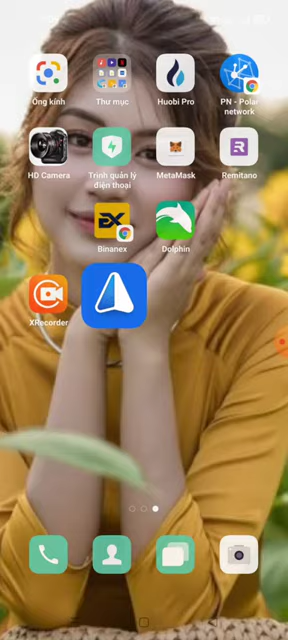 Ống kính
Thư mục
Huobi Pro
PN - Polar
network
HD Camera
Trình quản lý
điện thoại
MetaMask
Remitano
EX
Binanex
Dolphin
XRecorder